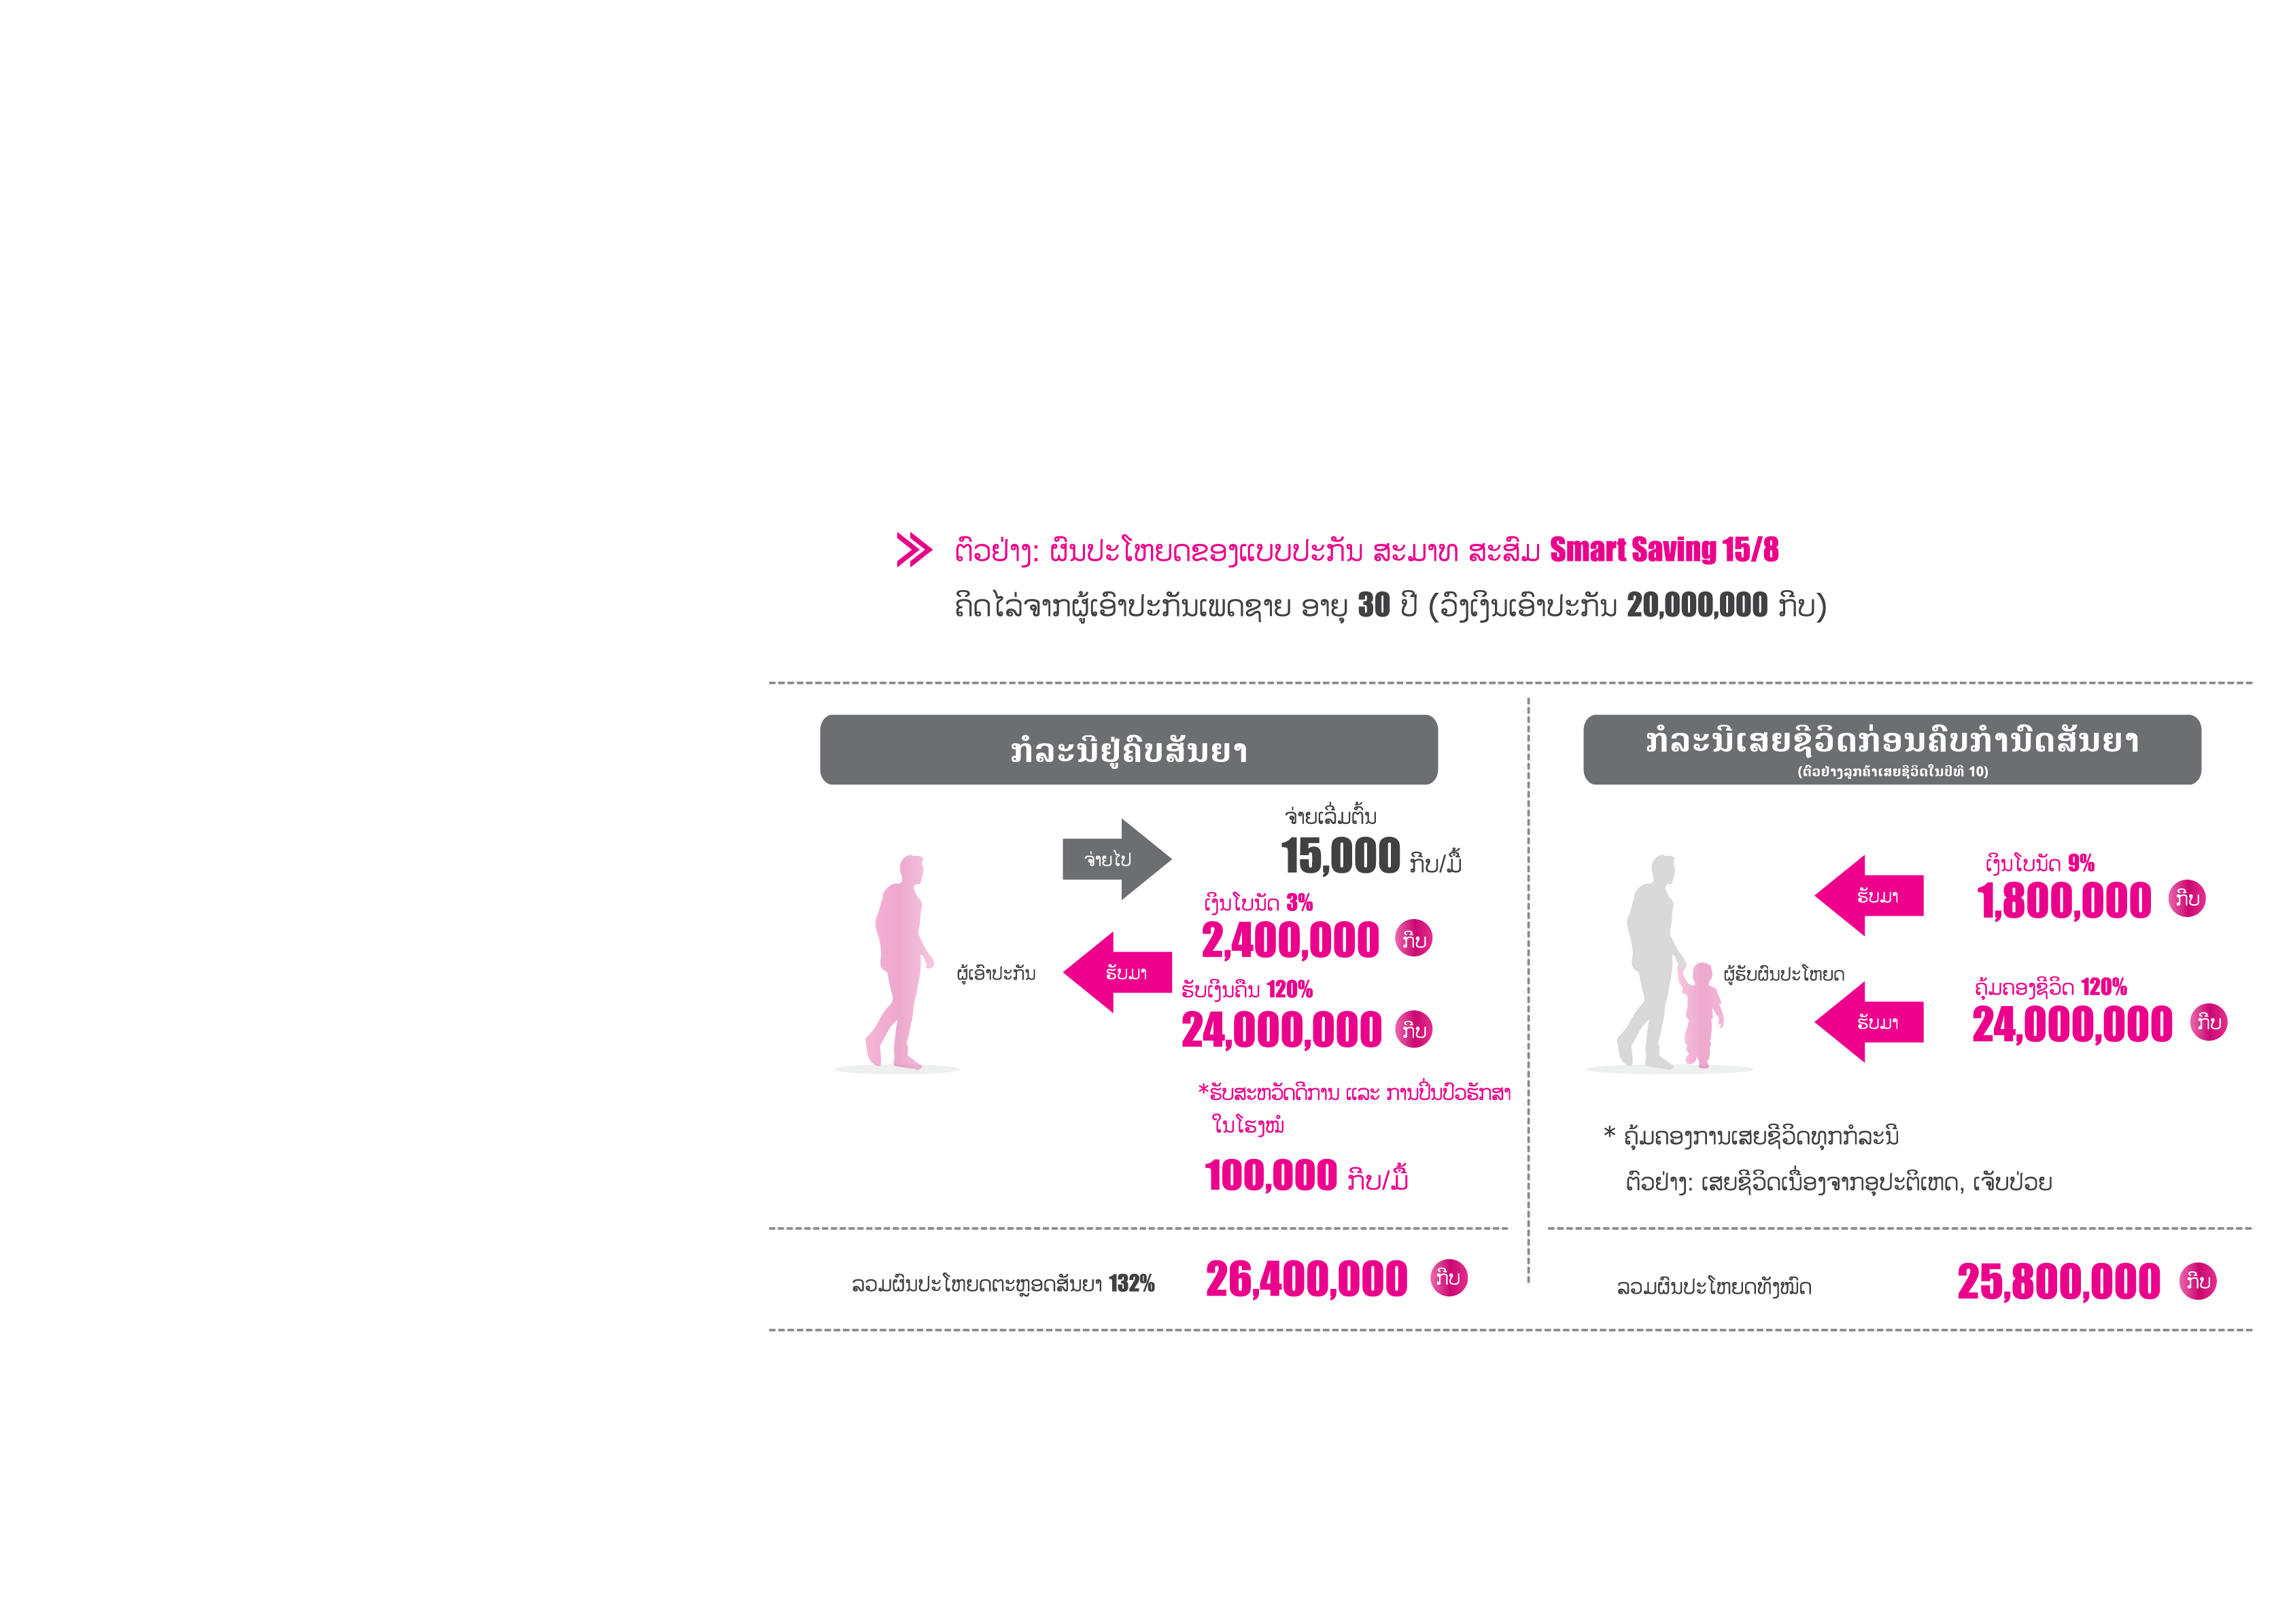 ຕົວຢ່າງ: ຜົນປະໂຫຍດຂອງແບບປະກັນ ສະມາທ ສະສົມ Smart Saving 15/8
ຄິດໄລ່ຈາກຜູ້ເອົາປະກັນເພດຊາຍ ອາຍຸ 30 ປີ (ວົງເງິນເອົາປະກັນ 20,000,000 ກີບ)
ກໍລະນີຢູ່ຄົບສັນຍາ
ຈ່າຍເລີ່ມຕົ້ນ
ຈ່າຍໄປ
15,000 ກີບ/ມື້
ເງິນໂບນັດ 3%
2,400,000 ກີບ
ຜູ້ເອົາປະກັນ
ຮັບມາ
ຮັບເງິນຄືນ 120%
24,000,000 ກີບ
*ຮັບສະຫວັດດີການ ແລະ ການປິ່ນປົວຮັກສາ
ໃນໂຮງໝໍ
100,000 ກີບ/ມື້
ລວມຜົນປະໂຫຍດຕະຫຼອດສັນຍາ 132% 26,400,000 ກີບ
ກໍລະນີເສຍຊີວິດກ່ອນຄົບກຳນົດສັນຍາ
(ຕົວຢ່າງລູກຄ້າເສຍຊີວິດໃນປີທີ 10)
ເງິນໂບນັດ 9%
ຮັບມາ
1,800,000 ກີບ
ຜູ້ຮັບຜົນປະໂຫຍດ
ຄຸ້ມຄອງຊີວິດ 120%
ຮັບມາ
24,000,000 ກີບ
* ຄຸ້ມຄອງການເສຍຊີວິດທຸກກໍລະນີ
ຕົວຢ່າງ: ເສຍຊີວິດເນື່ອງຈາກອຸປະຕິເຫດ, ເຈັບປ່ວຍ
ລວມຜົນປະໂຫຍດທັງໝົດ 25,800,000 ກີບ